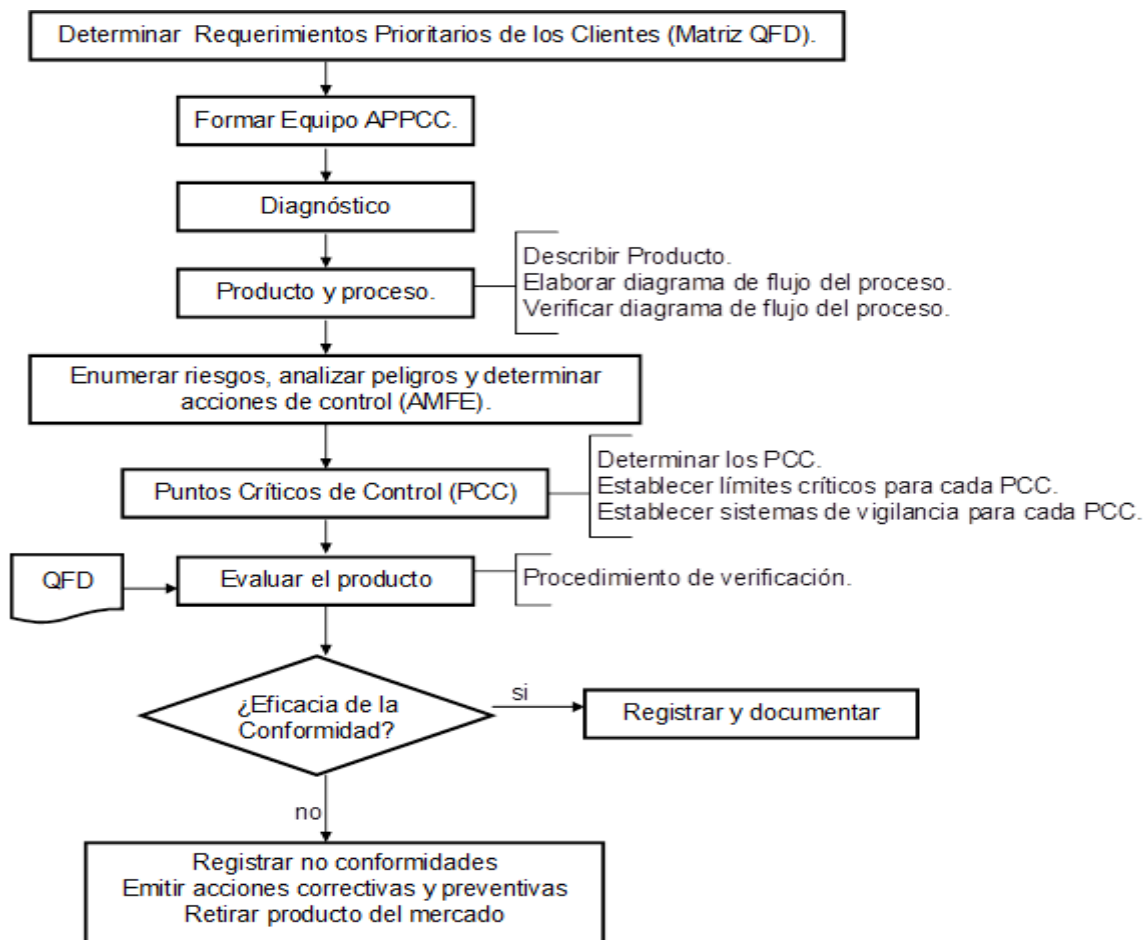 Determinar Requerimientos Prioritarios de los Clientes (Matriz QFD).
Formar Equipo APPCC.
Diagnóstico
Producto y proceso.
Describir Producto.
Elaborar diagrama de flujo del proceso.
Verificar diagrama de flujo del proceso.
Enumerar riesgos, analizar peligros y determinar
acciones de control (AMFE).
Puntos Críticos de Control (PCC)
Determinar los PCC.
Establecer límites críticos para cada PCC.
Establecer sistemas de vigilancia para cada PCC.
QFD
Evaluar el producto
Procedimiento de verificación.
¿Eficacia de la
Conformidad?
si
Registrar y documentar
no
Registrar no conformidades
Emitir acciones correctivas y preventivas
Retirar producto del mercado